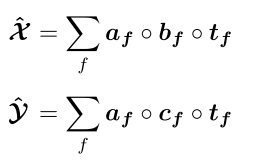 𝓧̂ = ∑_f a_f ∘ b_f ∘ t_f
𝓨̂ = ∑_f a_f ∘ c_f ∘ t_f